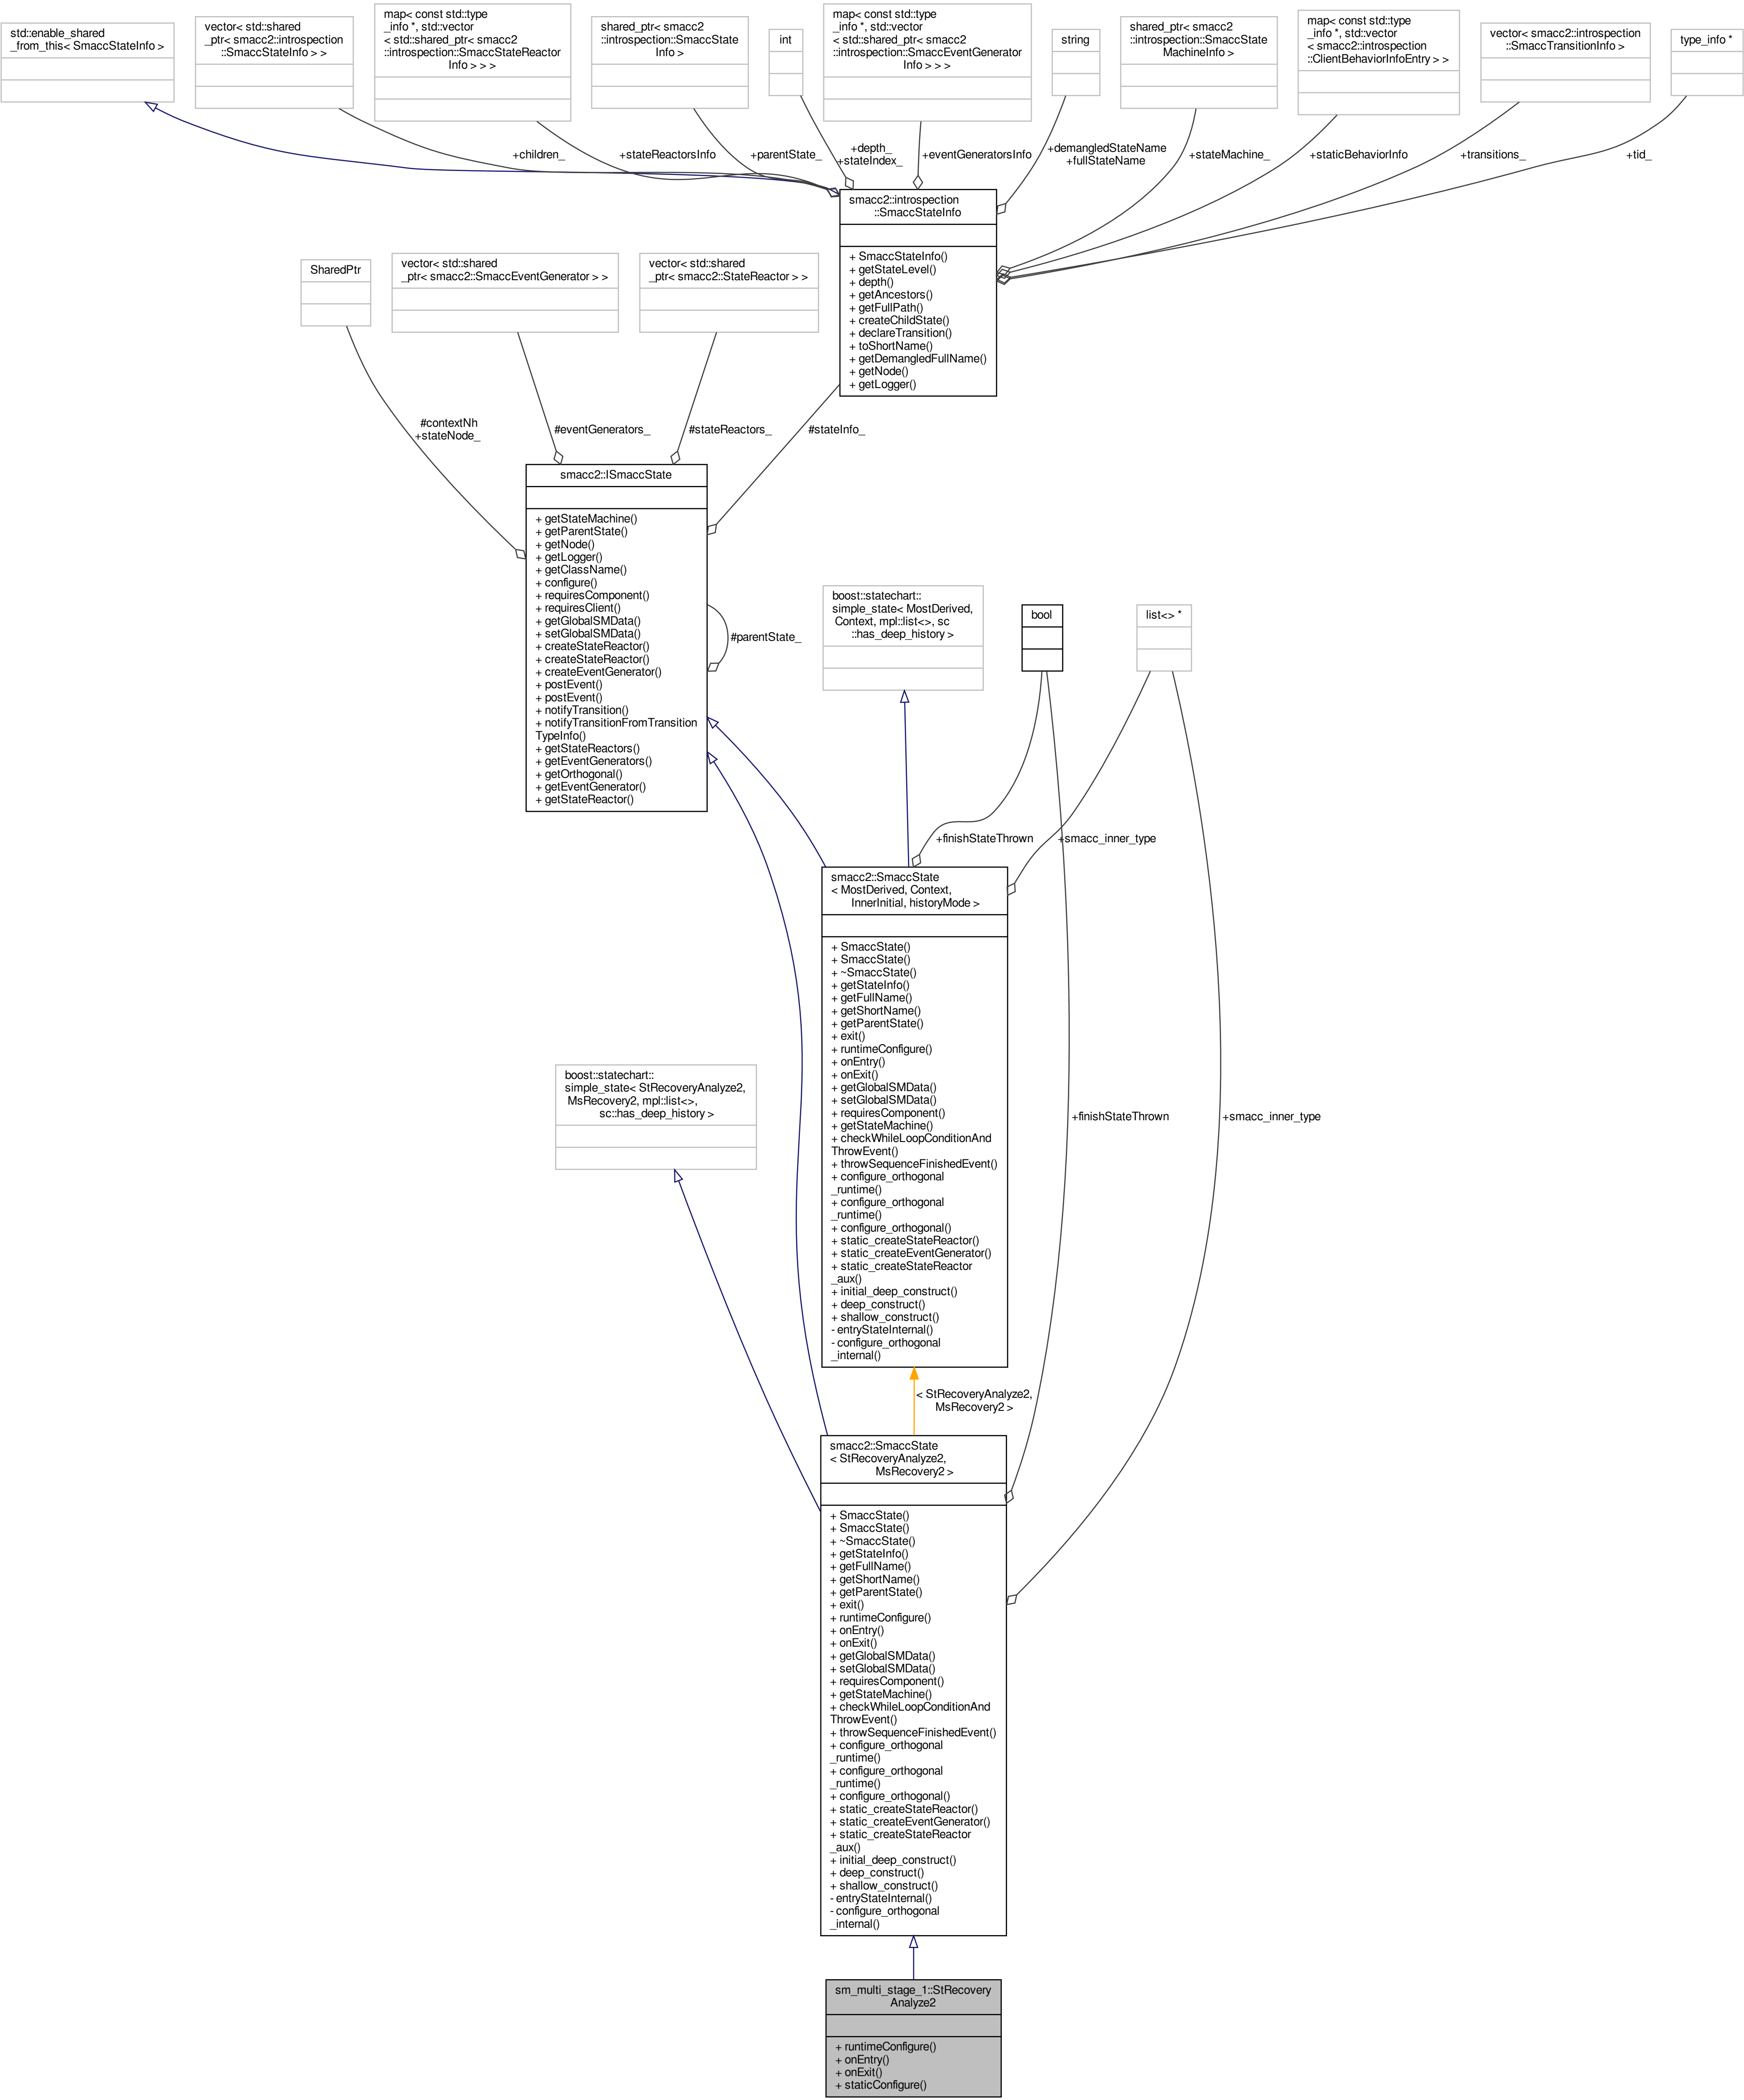 std::enable_shared
_from_this< SmaccStateInfo >
vector< std::shared
_ptr< smacc2::introspection
::SmaccStateInfo > >
map< const std::type
_info *, std::vector
< std::shared_ptr< smacc2
::introspection::SmaccStateReactor
Info > > >
shared_ptr< smacc2
::introspection::SmaccState
Info >
int
map< const std::type
_info *, std::vector
< std::shared_ptr< smacc2
::introspection::SmaccEventGenerator
Info > > >
string
shared_ptr< smacc2
::introspection::SmaccState
MachineInfo >
map< const std::type
_info *, std::vector
< smacc2::introspection
::ClientBehaviorInfoEntry > >
vector< smacc2::introspection
::SmaccTransitionInfo >
type_info *
+children_
+stateReactorsInfo
+parentState_
+depth_
+stateIndex_
+eventGeneratorsInfo
+demangledStateName
+fullStateName
+stateMachine_
+staticBehaviorInfo
+transitions_
+tid_
smacc2::introspection
::SmaccStateInfo
+ SmaccStateInfo()
+ getStateLevel()
+ depth()
+ getAncestors()
+ getFullPath()
+ createChildState()
+ declareTransition()
+ toShortName()
+ getDemangledFullName()
+ getNode()
+ getLogger()
SharedPtr
vector< std::shared
_ptr< smacc2::SmaccEventGenerator > >
vector< std::shared
_ptr< smacc2::StateReactor > >
#contextNh
+stateNode_
#eventGenerators_
#stateReactors_
#stateInfo_
smacc2::ISmaccState
+ getStateMachine()
+ getParentState()
+ getNode()
+ getLogger()
+ getClassName()
+ configure()
+ requiresComponent()
+ requiresClient()
+ getGlobalSMData()
+ setGlobalSMData()
+ createStateReactor()
+ createStateReactor()
+ createEventGenerator()
+ postEvent()
+ postEvent()
+ notifyTransition()
+ notifyTransitionFromTransition
TypeInfo()
+ getStateReactors()
+ getEventGenerators()
+ getOrthogonal()
+ getEventGenerator()
+ getStateReactor()
#parentState_
boost::statechart::
simple_state< MostDerived,
Context, mpl::list<>, sc
::has_deep_history >
bool
list<> *
+finishStateThrown
+smacc_inner_type
smacc2::SmaccState
< MostDerived, Context,
InnerInitial, historyMode >
+ SmaccState()
+ SmaccState()
+ ~SmaccState()
+ getStateInfo()
+ getFullName()
+ getShortName()
+ getParentState()
+ exit()
+ runtimeConfigure()
+ onEntry()
+ onExit()
+ getGlobalSMData()
+ setGlobalSMData()
+ requiresComponent()
+ getStateMachine()
+ checkWhileLoopConditionAnd
ThrowEvent()
+ throwSequenceFinishedEvent()
+ configure_orthogonal
_runtime()
+ configure_orthogonal
_runtime()
+ configure_orthogonal()
+ static_createStateReactor()
+ static_createEventGenerator()
+ static_createStateReactor
_aux()
+ initial_deep_construct()
+ deep_construct()
+ shallow_construct()
- entryStateInternal()
- configure_orthogonal
_internal()
boost::statechart::
simple_state< StRecoveryAnalyze2,
MsRecovery2, mpl::list<>,
sc::has_deep_history >
+finishStateThrown
+smacc_inner_type
< StRecoveryAnalyze2,
MsRecovery2 >
smacc2::SmaccState
< StRecoveryAnalyze2,
MsRecovery2 >
+ SmaccState()
+ SmaccState()
+ ~SmaccState()
+ getStateInfo()
+ getFullName()
+ getShortName()
+ getParentState()
+ exit()
+ runtimeConfigure()
+ onEntry()
+ onExit()
+ getGlobalSMData()
+ setGlobalSMData()
+ requiresComponent()
+ getStateMachine()
+ checkWhileLoopConditionAnd
ThrowEvent()
+ throwSequenceFinishedEvent()
+ configure_orthogonal
_runtime()
+ configure_orthogonal
_runtime()
+ configure_orthogonal()
+ static_createStateReactor()
+ static_createEventGenerator()
+ static_createStateReactor
_aux()
+ initial_deep_construct()
+ deep_construct()
+ shallow_construct()
- entryStateInternal()
- configure_orthogonal
_internal()
sm_multi_stage_1::StRecovery
Analyze2
+ runtimeConfigure()
+ onEntry()
+ onExit()
+ staticConfigure()